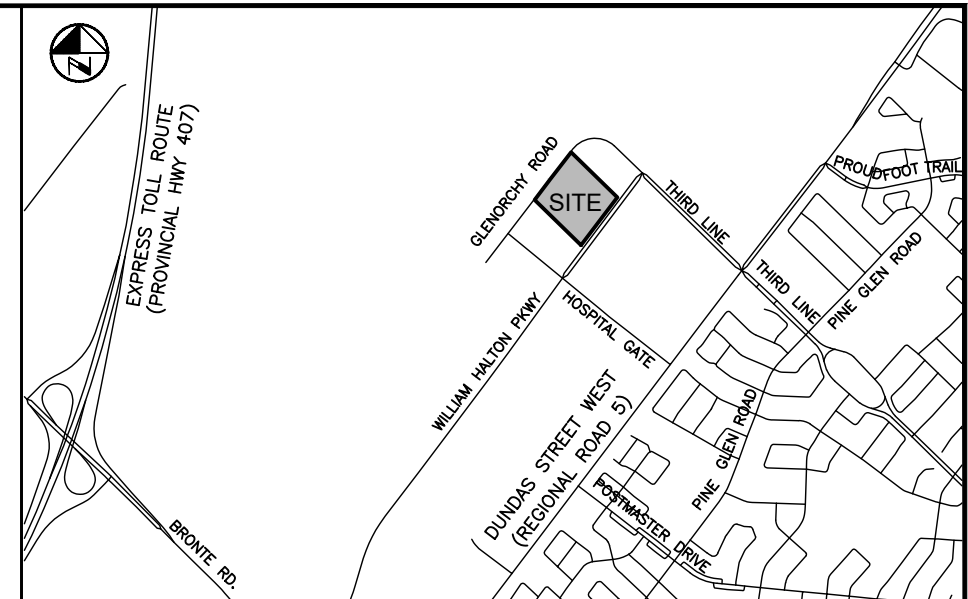 N
EXPRESS TOLL ROUTE
(PROVINCIAL HWY 407)
GLENORCHY ROAD
SITE
THIRD LINE
PROUDFOOT TRAIL
PINE GLEN ROAD
THIRD LINE
HOSPITAL GATE
WILLIAM HALTON PKWY
DUNDAS STREET WEST
(REGIONAL ROAD 5)
PINE GLEN ROAD
POSTMASTER DRIVE
BRONTE RD.